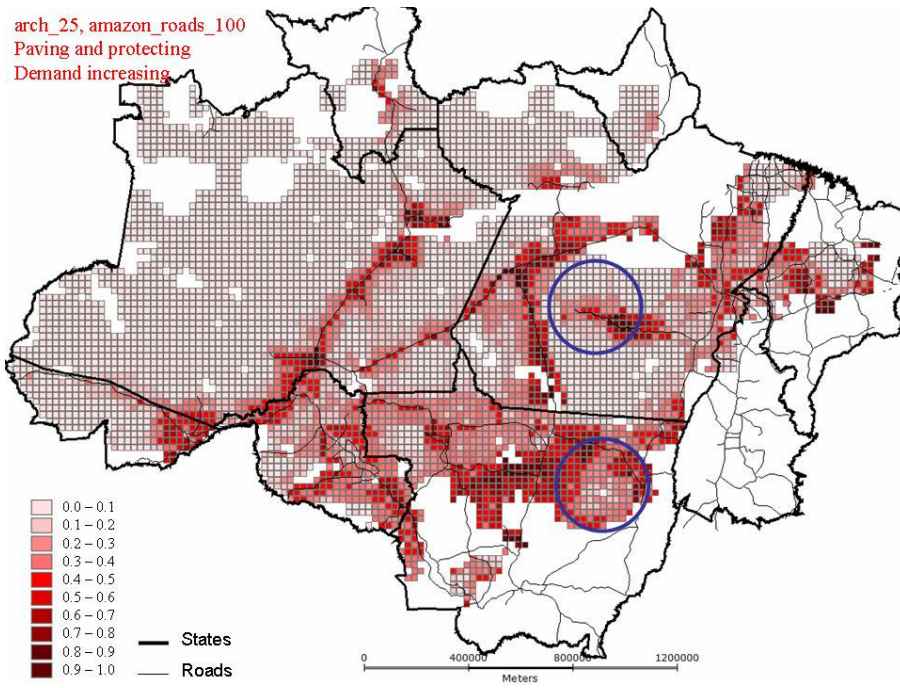 arch_25, amazon_roads_100
Paving and protecting
Demand increasing
0.0 – 0.1
0.1 – 0.2
0.2 – 0.3
0.3 – 0.4
0.4 – 0.5
0.5 – 0.6
0.6 – 0.7
0.7 – 0.8
0.8 – 0.9
0.9 – 1.0
States
Roads
0 400000 800000 1200000
Meters